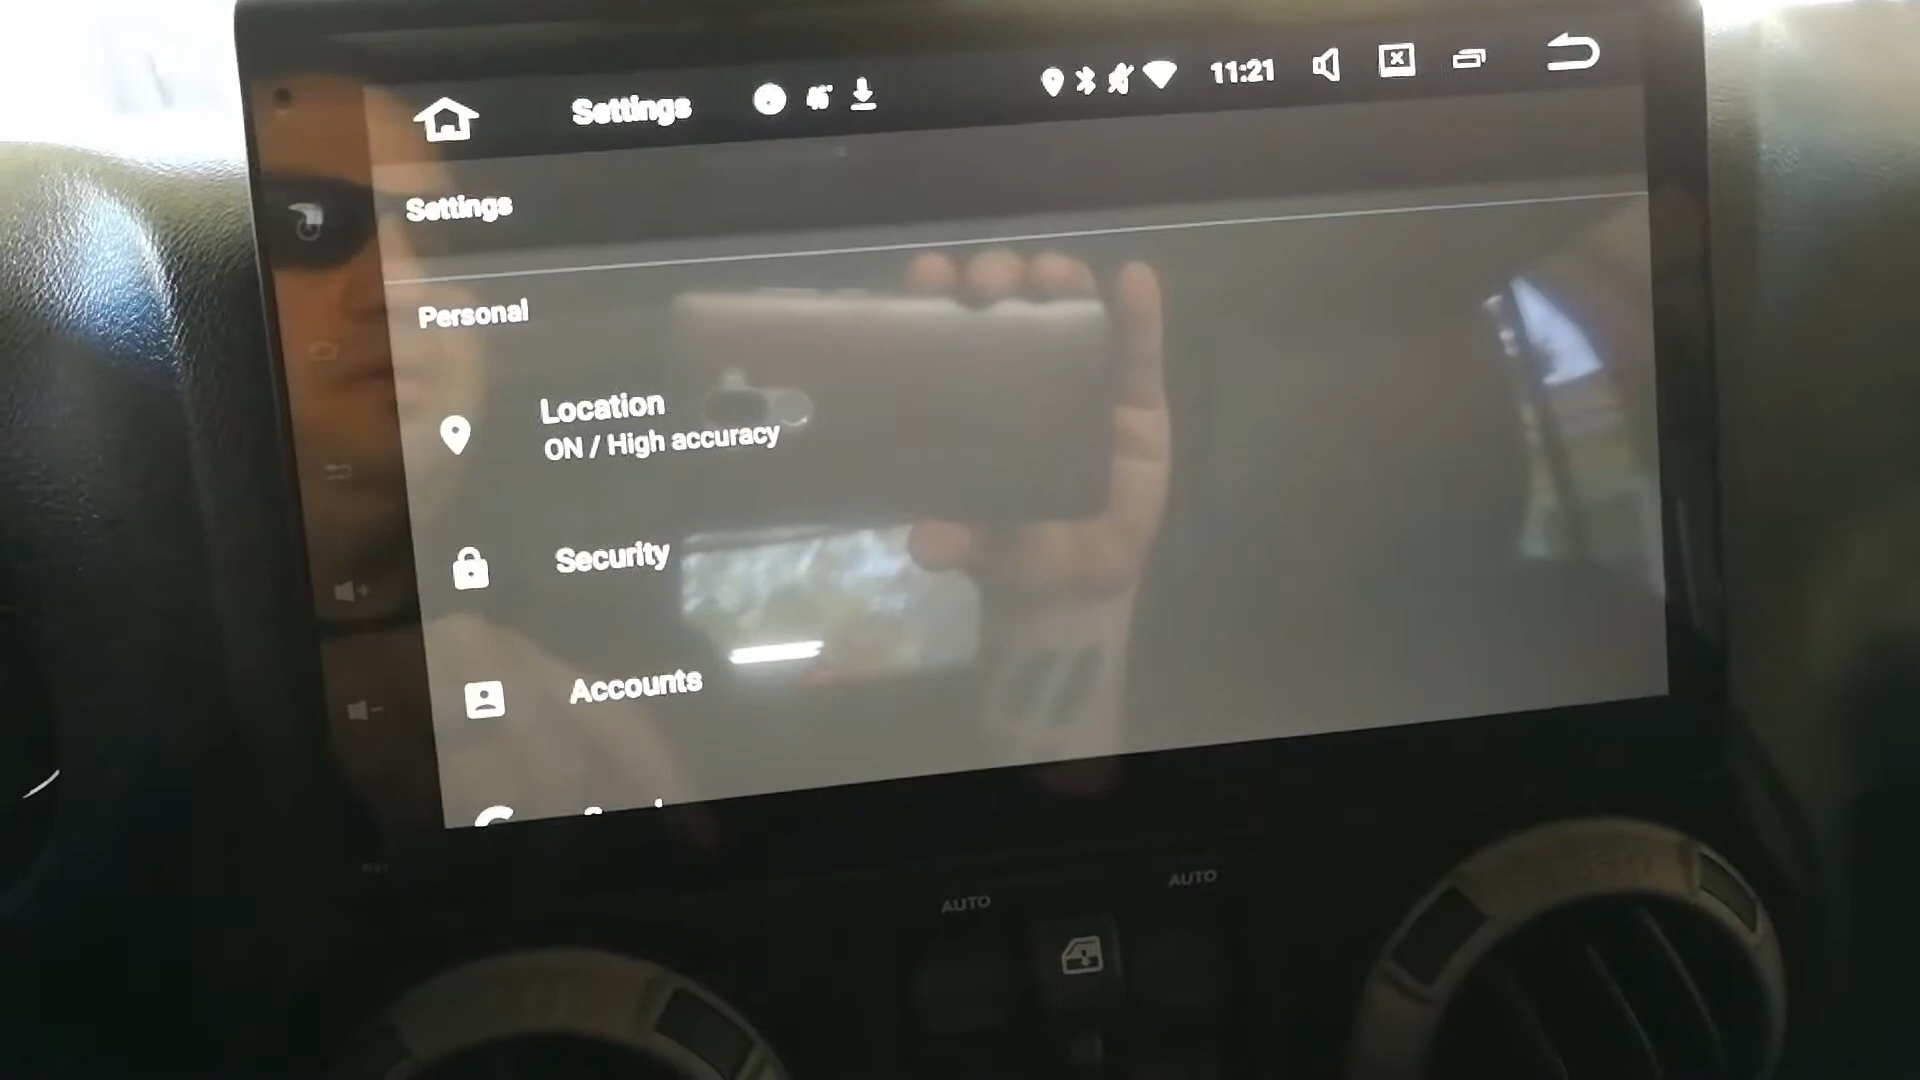 Settings
11:21
Settings
Personal
Location
ON / High accuracy
Security
Accounts
AUTO
AUTO